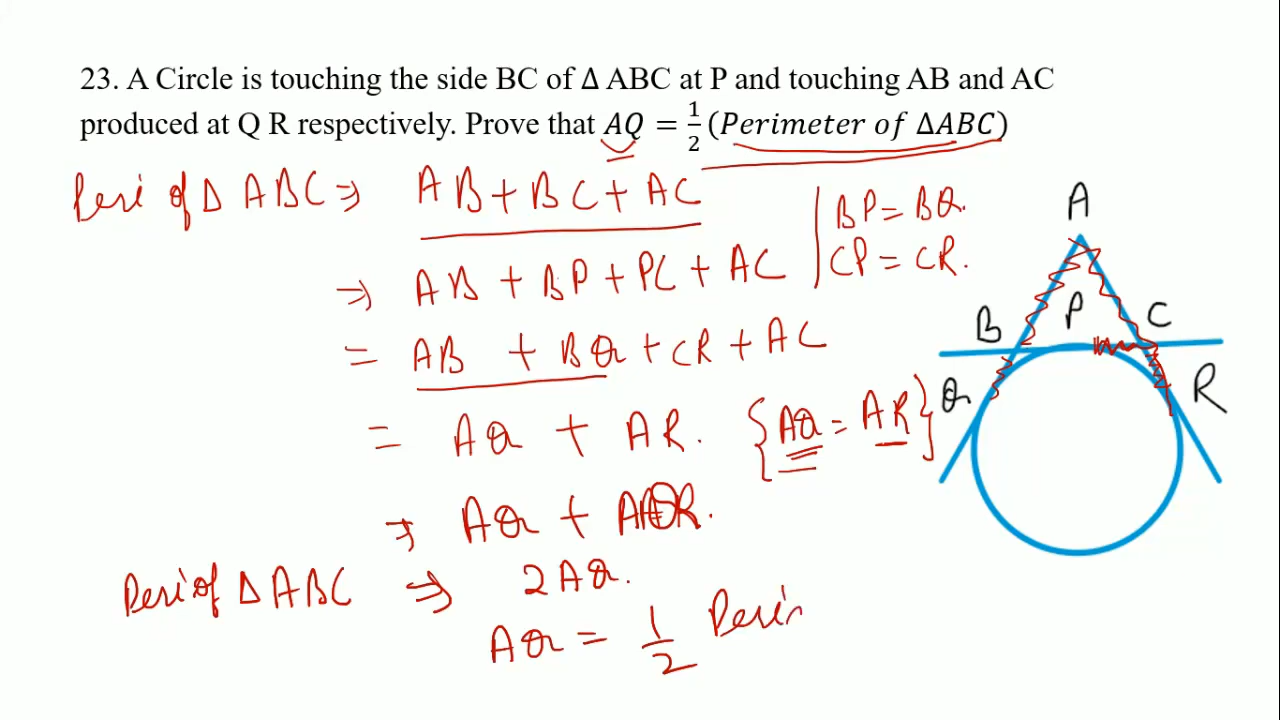 23. A Circle is touching the side BC of Δ ABC at P and touching AB and AC
produced at Q R respectively. Prove that AQ = 1/2 (Perimeter of ΔABC)
Peri of Δ ABC ⇒ AB + BC + AC
⇒ AB + BP + PC + AC
= AB + BQ + CR + AC
= AQ + AR. {AQ = AR}
⇒ AQ +
Peri of Δ ABC ⇒ 2AQ.
AQ = 1/2 Peri
BP = BQ.
CP = CR.
A
B
P
C
Q
R